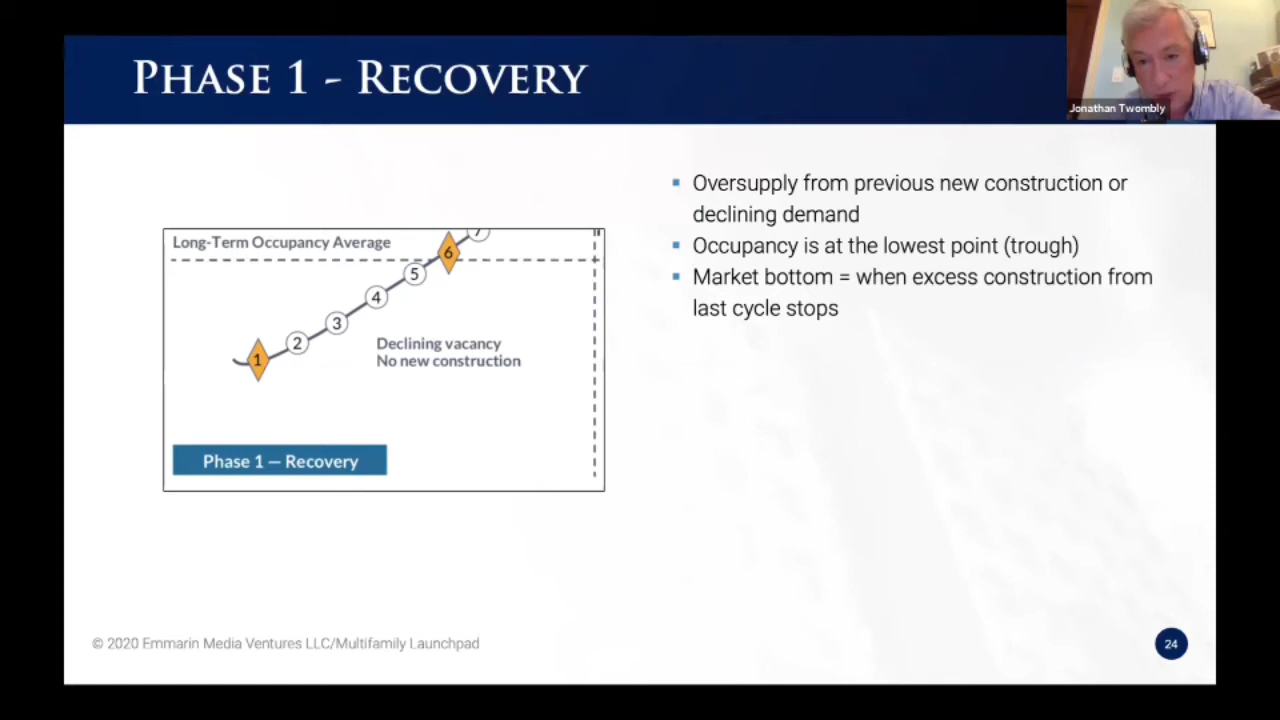 PHASE 1 - RECOVERY
Jonathan Twombly
Long-Term Occupancy Average
7
6
5
4
3
2
1
Declining vacancy
No new construction
Phase 1 — Recovery
▪ Oversupply from previous new construction or
declining demand
▪ Occupancy is at the lowest point (trough)
▪ Market bottom = when excess construction from
last cycle stops
© 2020 Emmarin Media Ventures LLC/Multifamily Launchpad
24